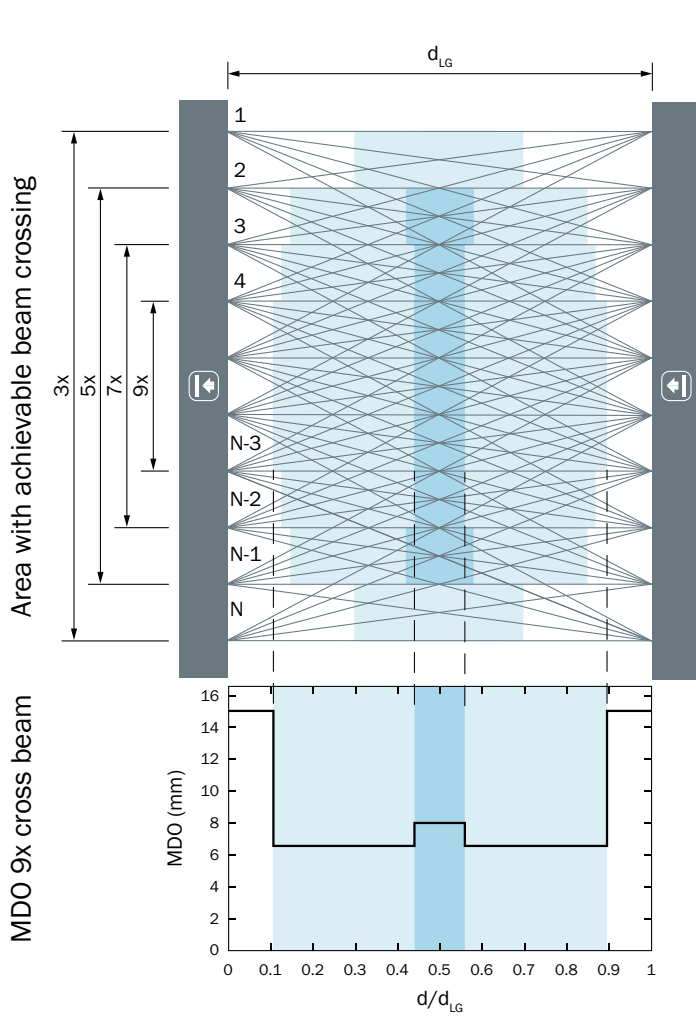 d_LG
Area with achievable beam crossing
3x
5x
7x
9x
1
2
3
4
N-3
N-2
N-1
N
MDO 9x cross beam
MDO (mm)
16
14
12
10
8
6
4
2
0
0 0.1 0.2 0.3 0.4 0.5 0.6 0.7 0.8 0.9 1
d/d_LG